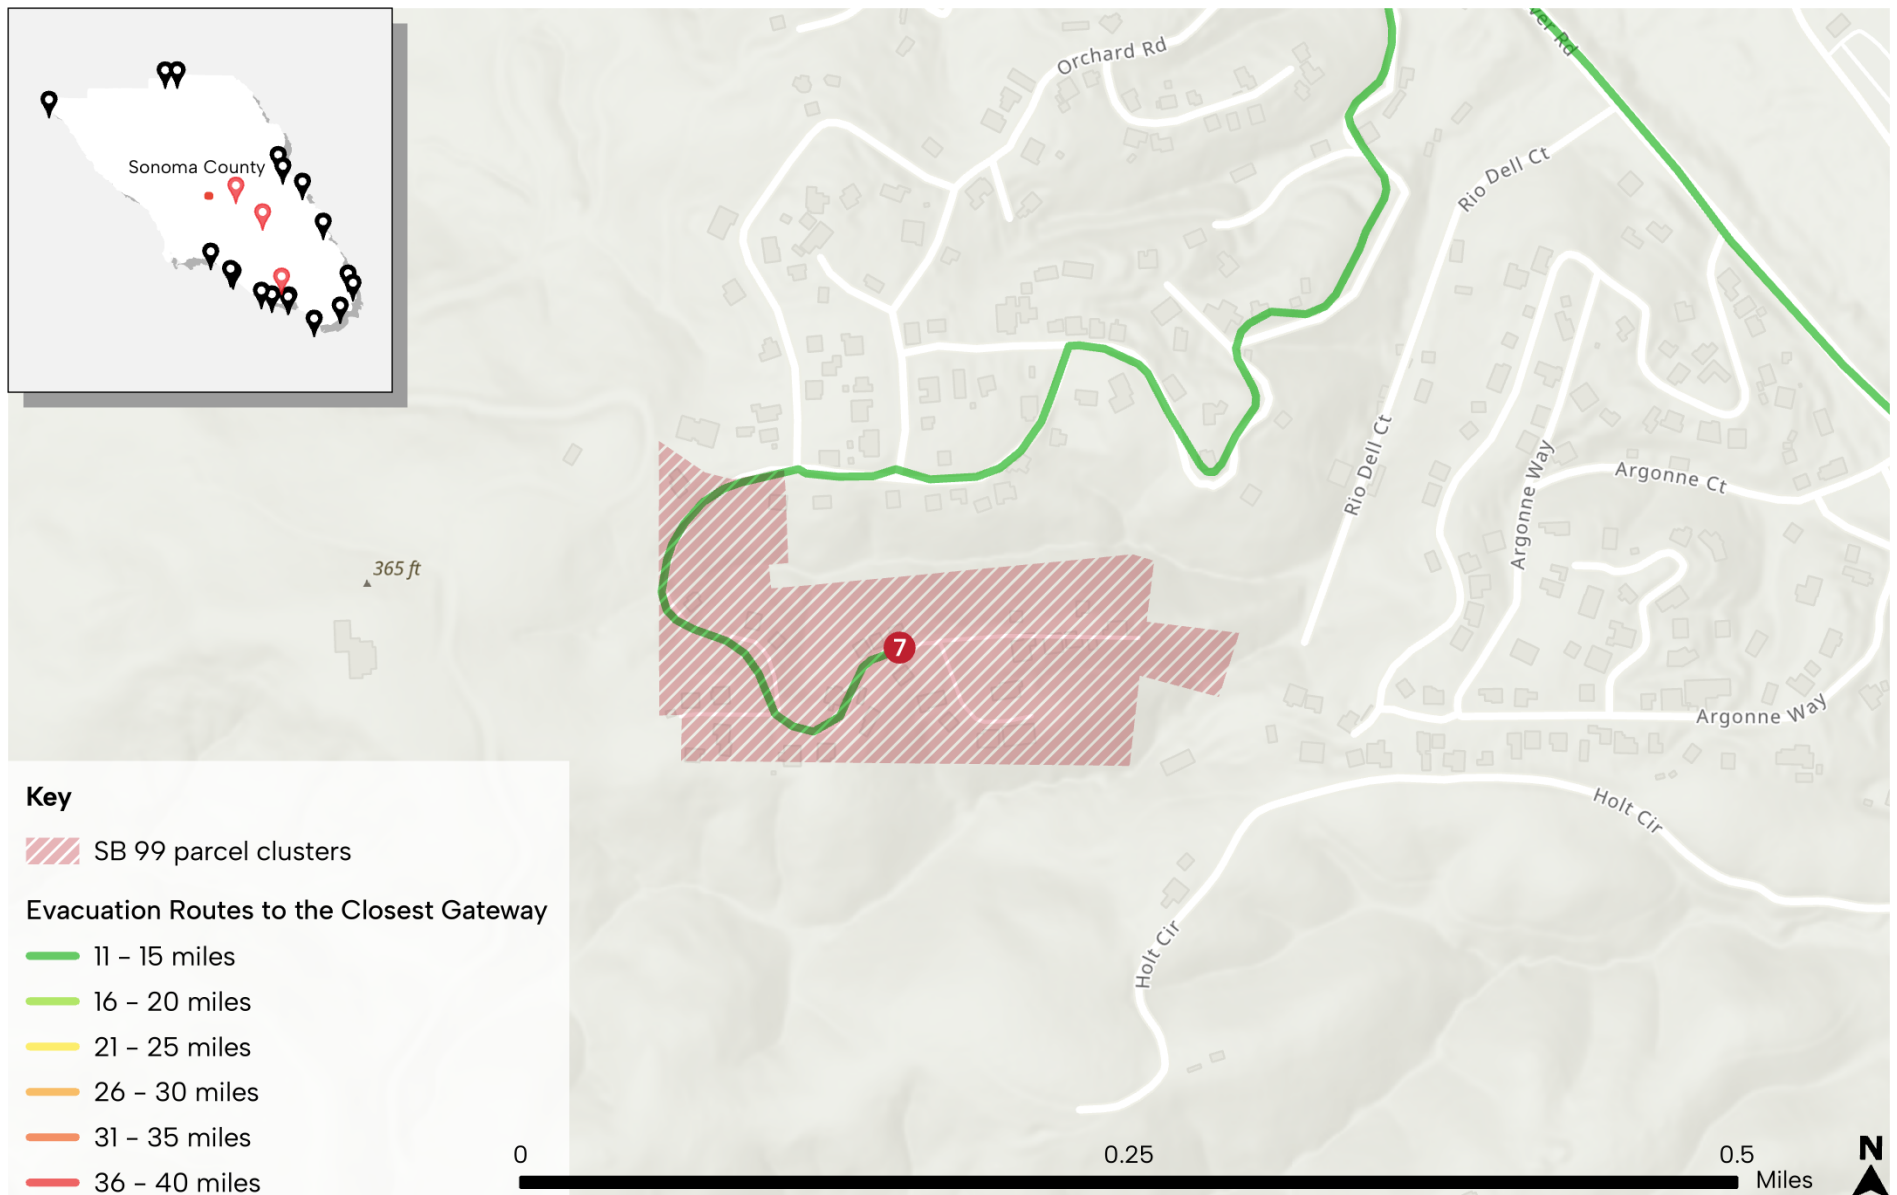 Sonoma County
Orchard Rd
ver Rd
Rio Dell Ct
Rio Dell Ct
Argonne Way
Argonne Ct
365 ft
7
Argonne Way
Holt Cir
Holt Cir
Key
SB 99 parcel clusters
Evacuation Routes to the Closest Gateway
11 - 15 miles
16 - 20 miles
21 - 25 miles
26 - 30 miles
31 - 35 miles
36 - 40 miles
0 0.25 0.5
Miles
N